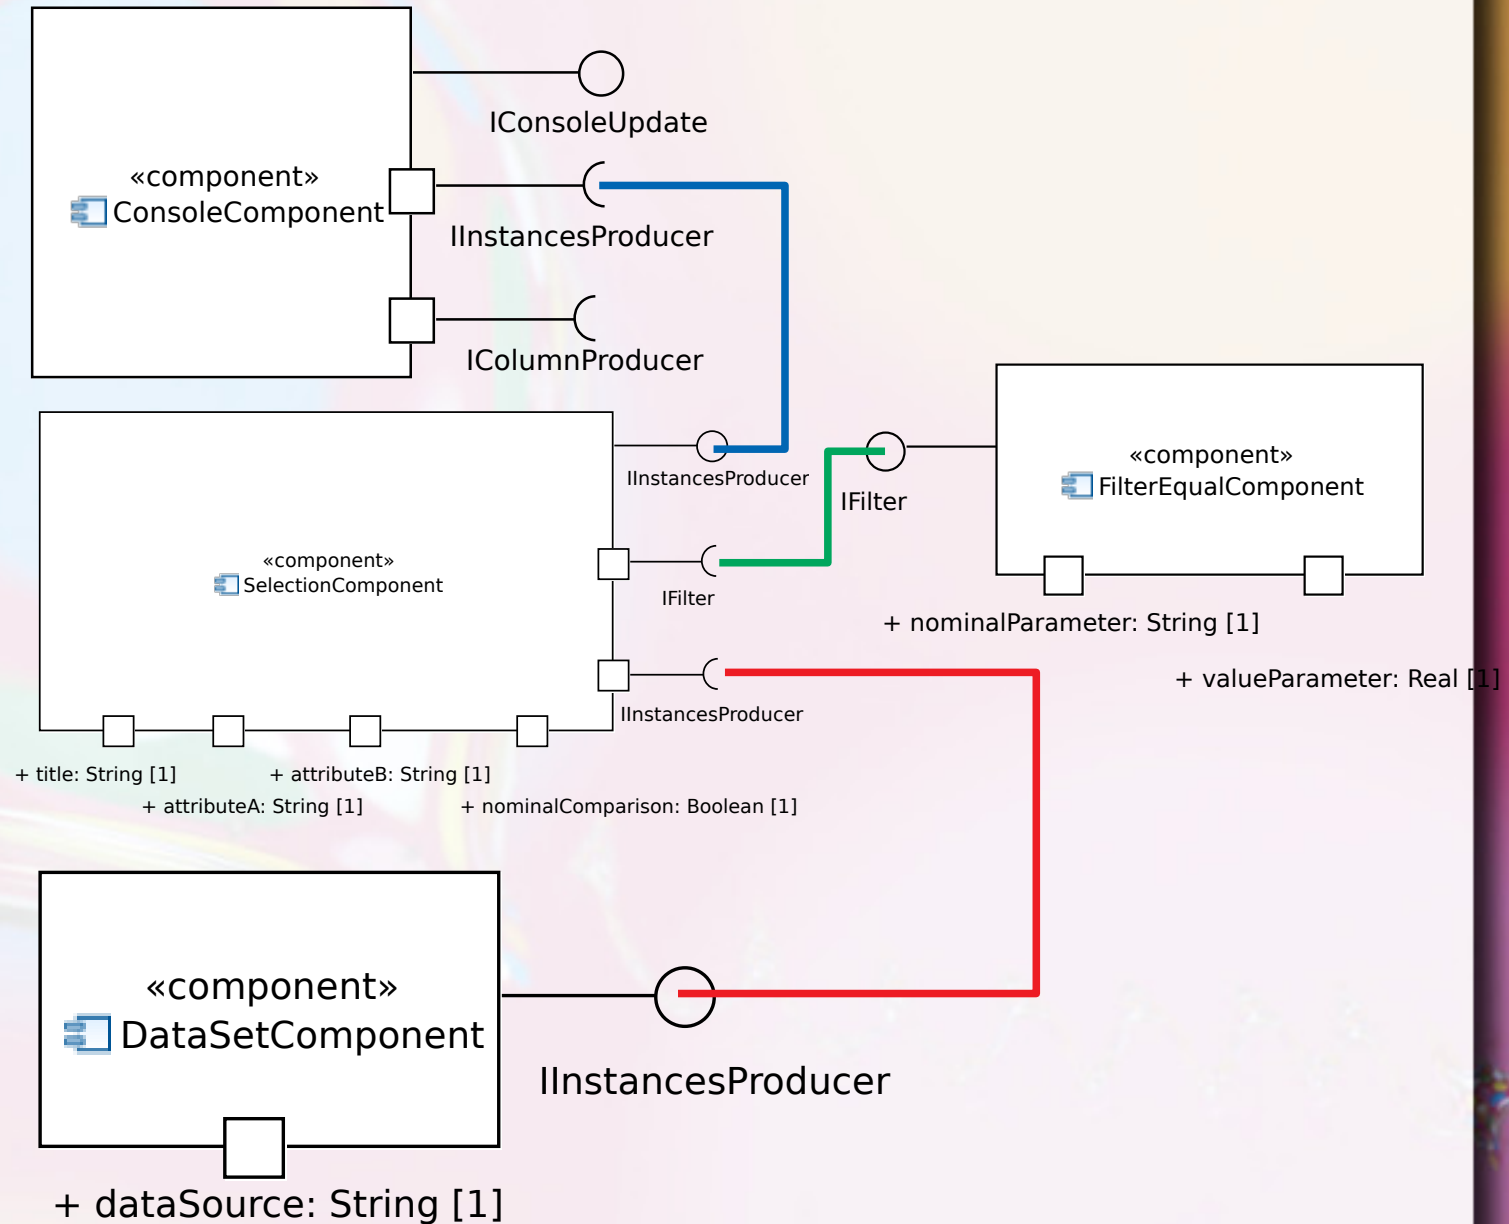 IConsoleUpdate
«component»
ConsoleComponent
IInstancesProducer
IColumnProducer
IInstancesProducer
«component»
FilterEqualComponent
IFilter
«component»
SelectionComponent
IFilter
+ nominalParameter: String [1]
+ valueParameter: Real [1]
IInstancesProducer
+ title: String [1]
+ attributeB: String [1]
+ attributeA: String [1]
+ nominalComparison: Boolean [1]
«component»
DataSetComponent
IInstancesProducer
+ dataSource: String [1]